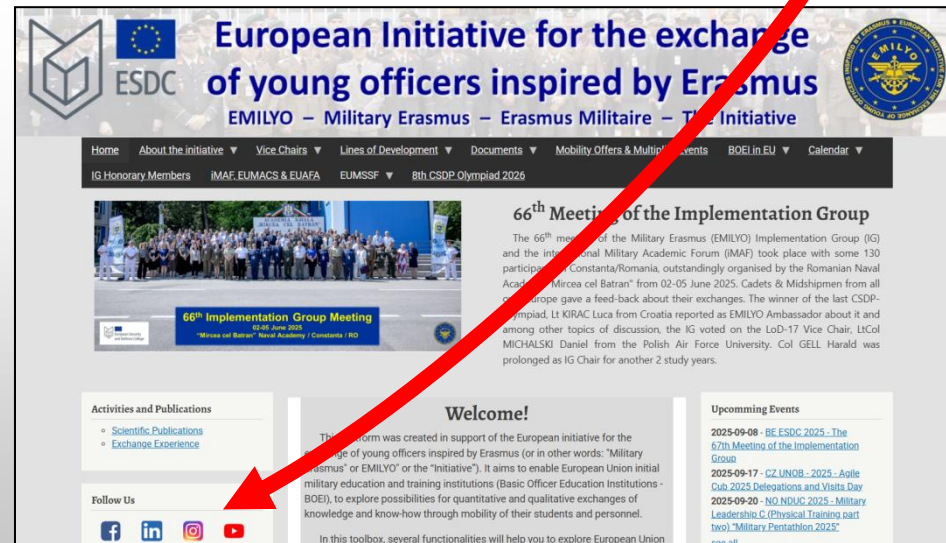 European Initiative for the exchange
of young officers inspired by Erasmus
EMILYO – Military Erasmus – Erasmus Militaire – The Initiative
ESDC
EMILYO
Home About the initiative ▼ Vice Chairs ▼ Lines of Development ▼ Documents ▼ Mobility Offers & Multiple Events BOEI in EU ▼ Calendar ▼
IG Honorary Members iMAF, EUMACS & EUAFA EUMSSF ▼ 8th CSDP Olympiad 2026
66th Implementation Group Meeting
02-05 June 2025
"Mircea cel Batran" Naval Academy / Constanta / RO
66th Meeting of the Implementation Group
The 66th meeting of the Military Erasmus (EMILYO) Implementation Group (IG)
and the international Military Academic Forum (iMAF) took place with some 130
participants in Constanta/Romania, outstandingly organised by the Romanian Naval
Academy "Mircea cel Batran" from 02-05 June 2025. Cadets & Midshipmen from all
over Europe gave a feed-back about their exchanges. The winner of the last CSDP-
Olympiad, Lt KIRAC Luca from Croatia reported as EMILYO Ambassador about it and
among other topics of discussion, the IG voted on the LoD-17 Vice Chair, LtCol
MICHALSKI Daniel from the Polish Air Force University. Col GELL Harald was
prolonged as IG Chair for another 2 study years.
Activities and Publications
Scientific Publications
Exchange Experience
Follow Us
Welcome!
This platform was created in support of the European initiative for the
exchange of young officers inspired by Erasmus (or in other words: "Military
Erasmus" or EMILYO" or the "Initiative"). It aims to enable European Union initial
military education and training institutions (Basic Officer Education Institutions -
BOEI), to explore possibilities for quantitative and qualitative exchanges of
knowledge and know-how through mobility of their students and personnel.
In this toolbox, several functionalities will help you to explore European Union
Upcomming Events
2025-09-08 - BE ESDC 2025 - The
67th Meeting of the Implementation
Group
2025-09-17 - CZ UNOB - 2025 - Agile
Cub 2025 Delegations and Visits Day
2025-09-20 - NO NDUC 2025 - Military
Leadership C (Physical Training part
two) "Military Pentathlon 2025"
see all